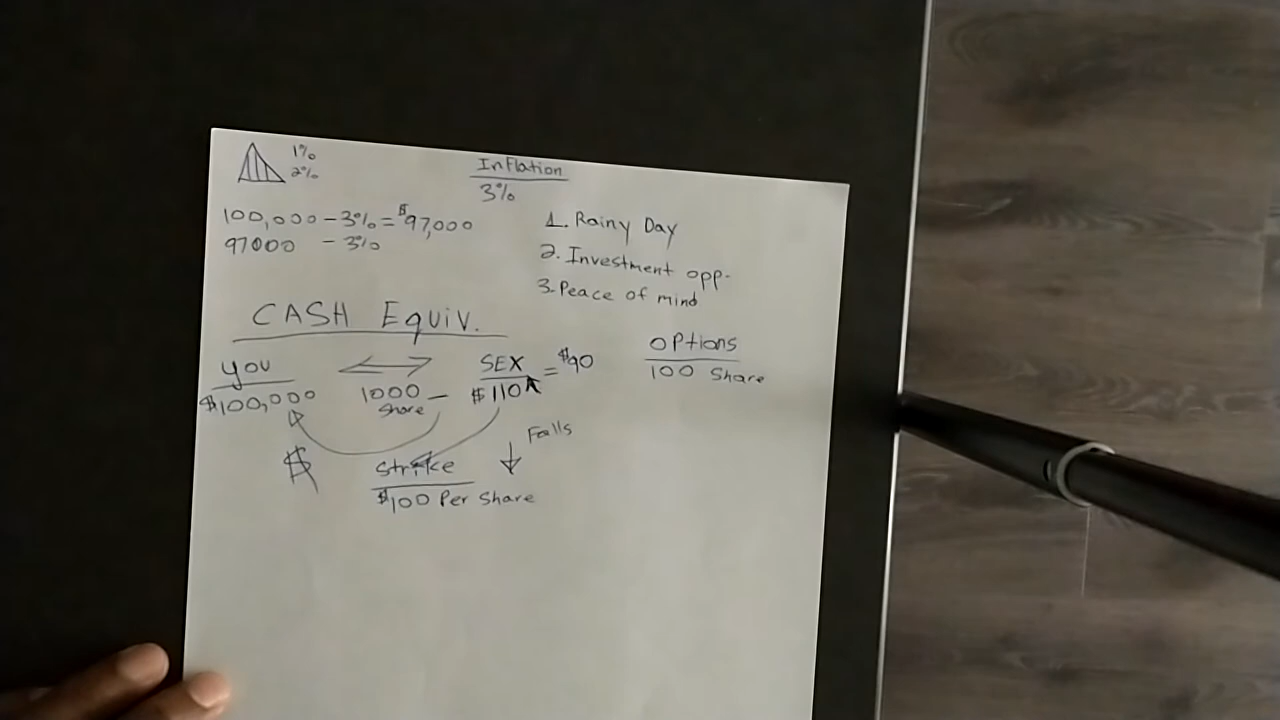 1%
2%
Inflation
3%
100,000 - 3% = $97,000
97000 - 3%
1. Rainy Day
2. Investment opp-
3. Peace of mind
CASH Equiv.
you
$100,000
1000
share
SEX
$110
= $90
options
100 share
Falls
$
strike
$100 Per share